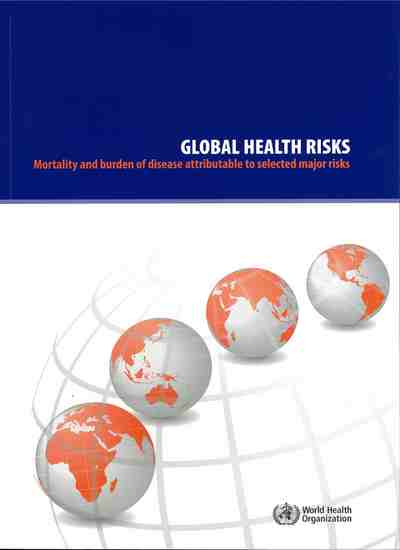 GLOBAL HEALTH RISKS
Mortality and burden of disease attributable to selected major risks
World Health
Organization